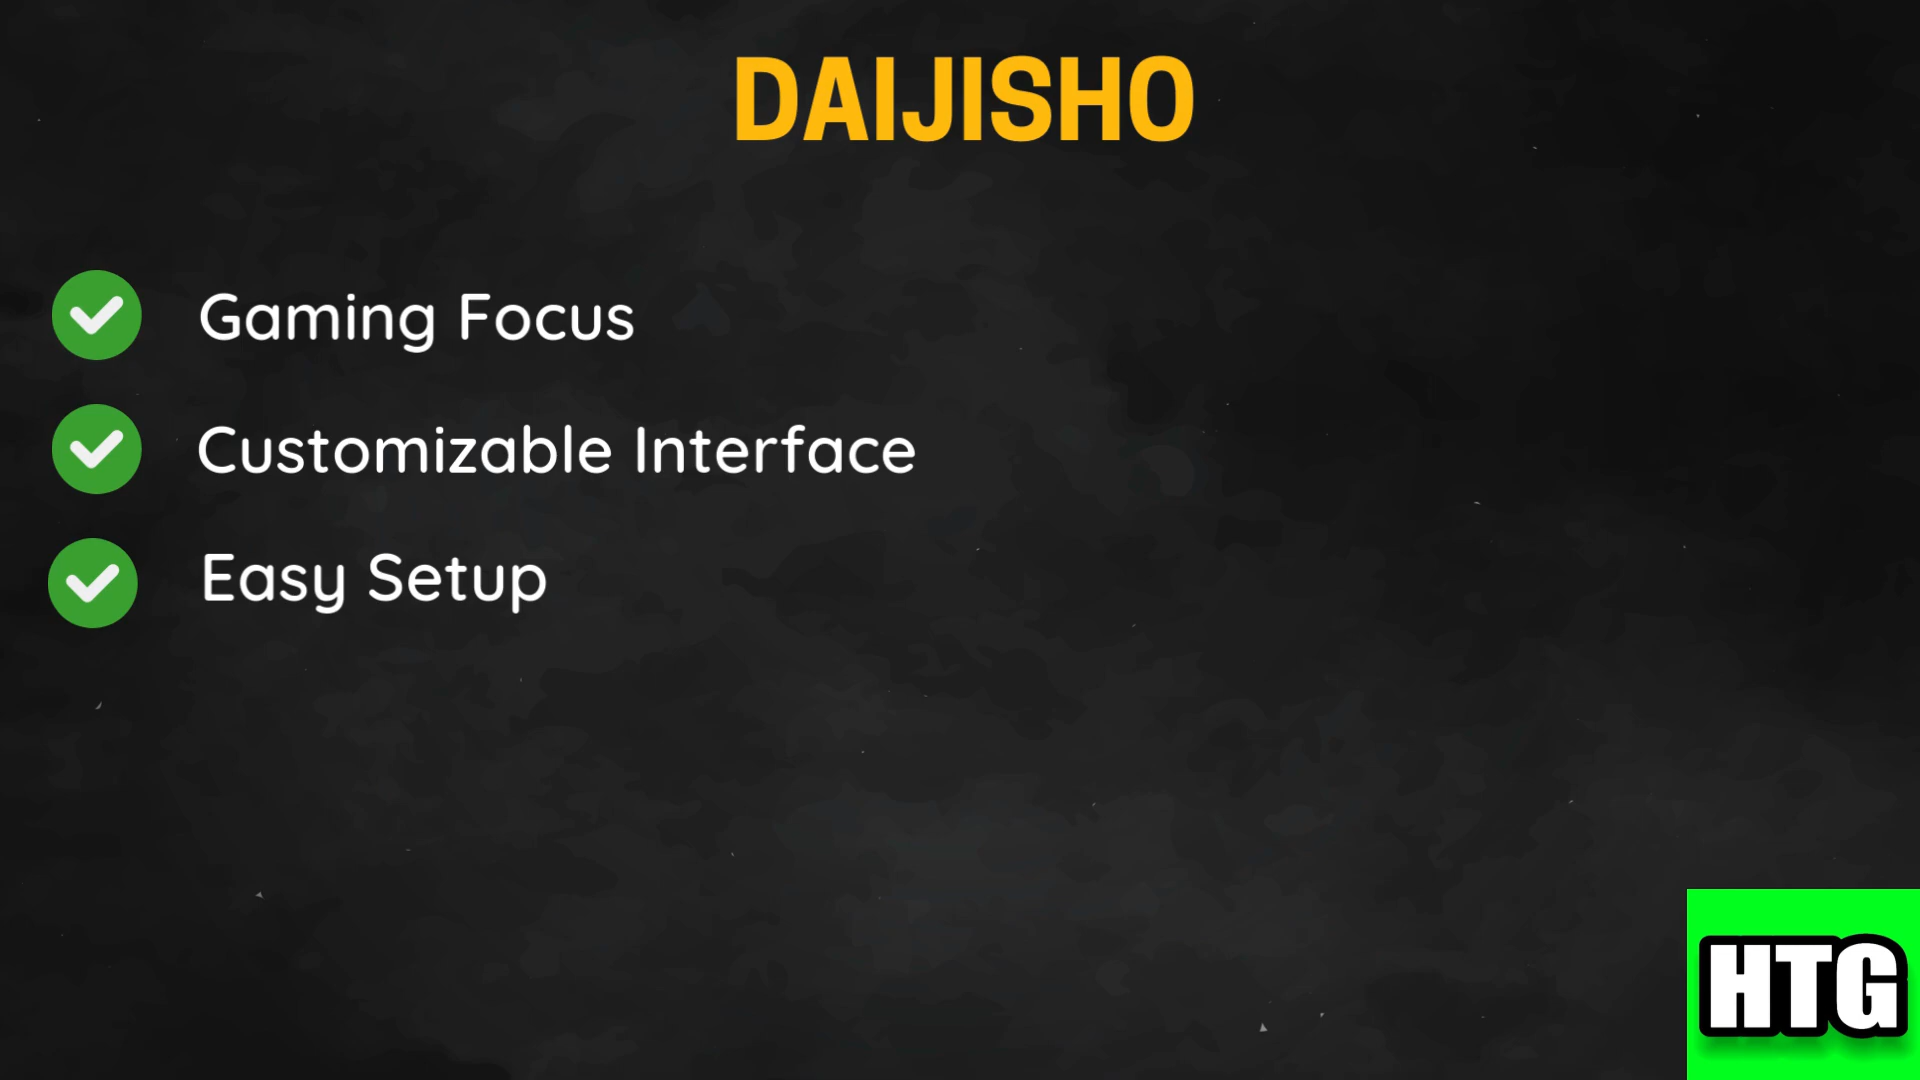 DAIJISHO
Gaming Focus
Customizable Interface
Easy Setup
HTG